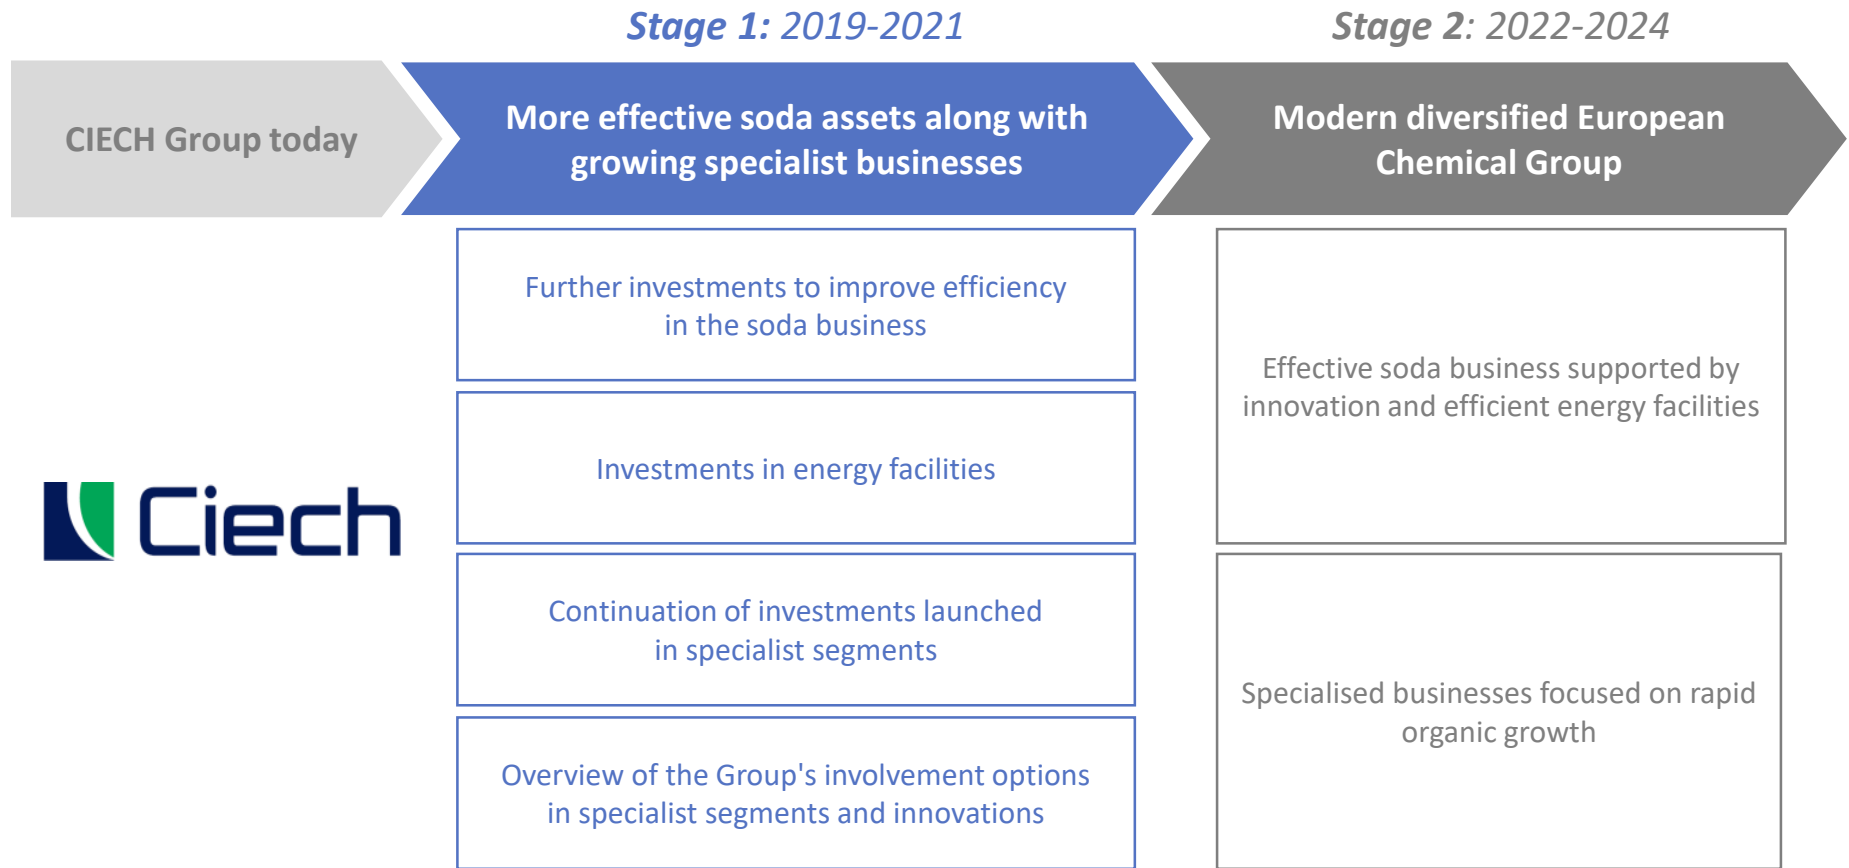 Stage 1: 2019-2021
Stage 2: 2022-2024
CIECH Group today
More effective soda assets along with
growing specialist businesses
Modern diversified European
Chemical Group
Ciech
Further investments to improve efficiency
in the soda business
Investments in energy facilities
Continuation of investments launched
in specialist segments
Overview of the Group's involvement options
in specialist segments and innovations
Effective soda business supported by
innovation and efficient energy facilities
Specialised businesses focused on rapid
organic growth